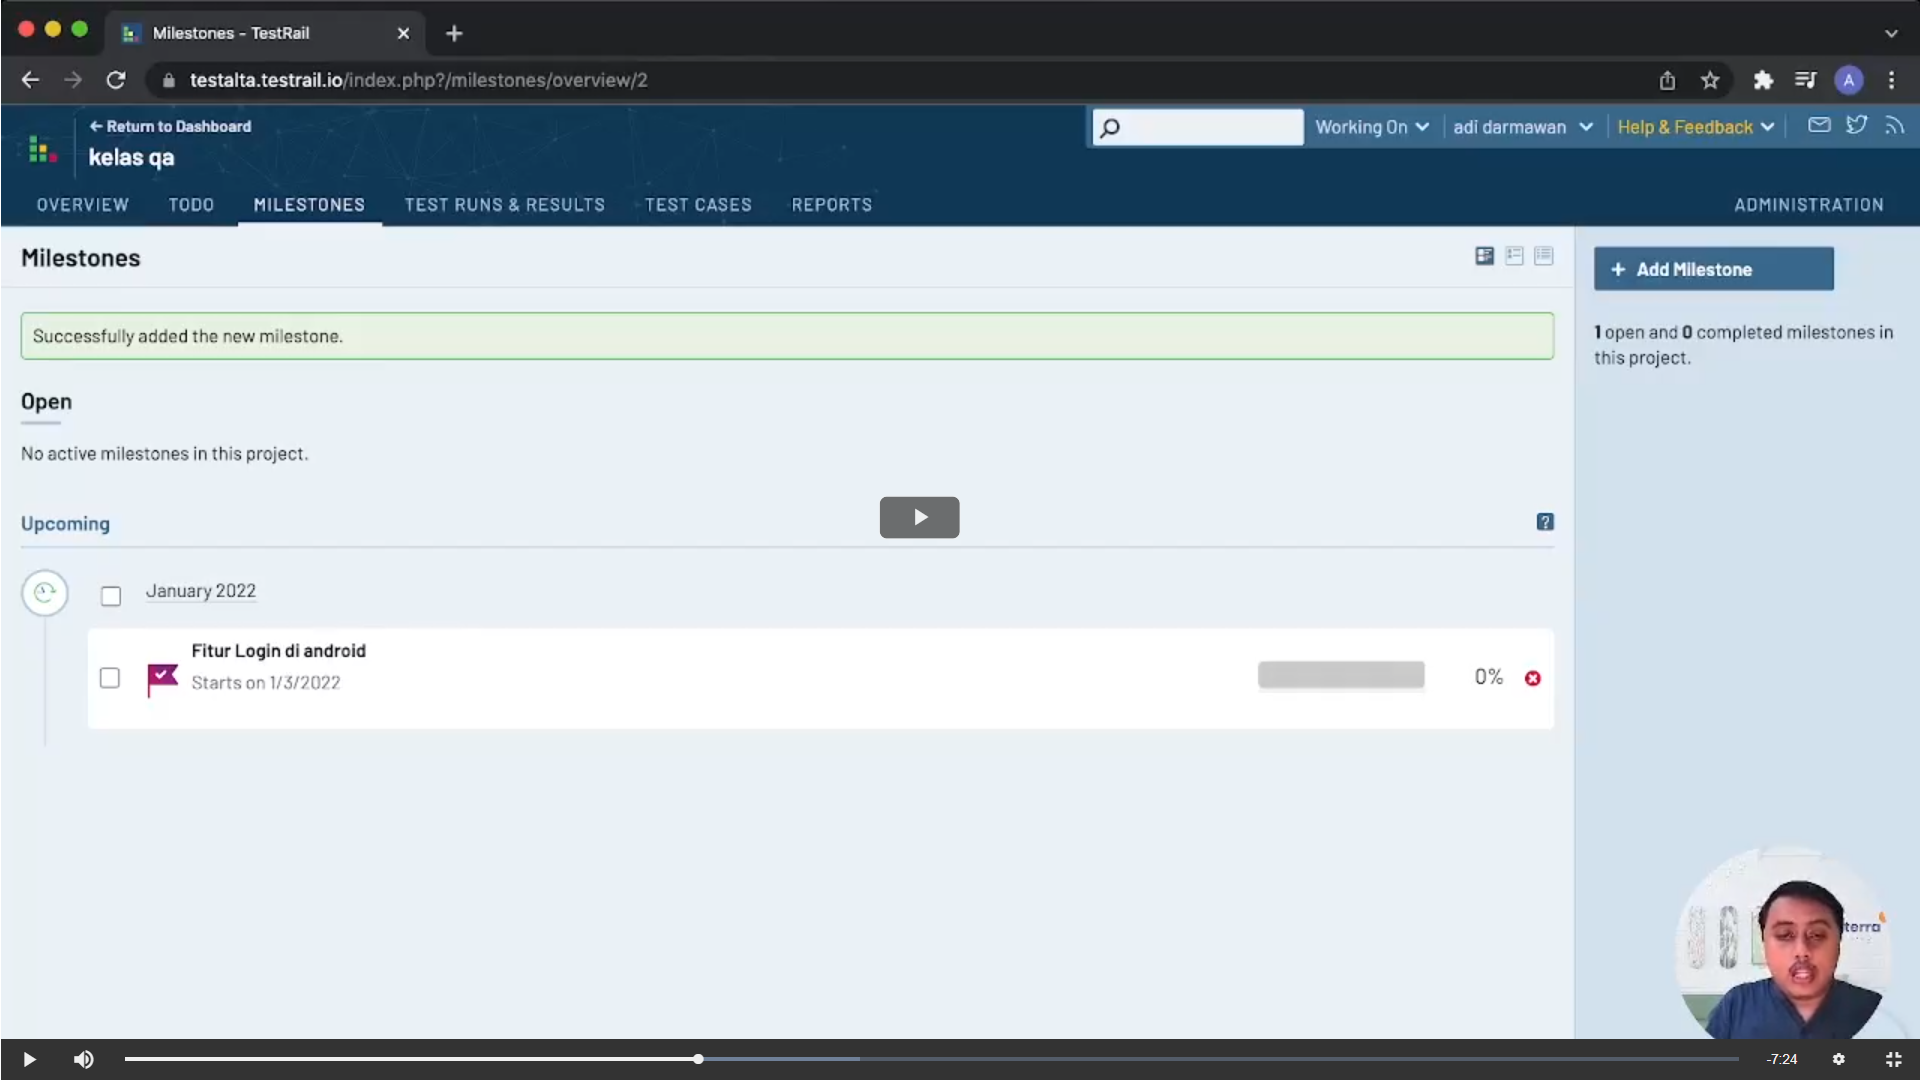 Milestones - TestRail
testalta.testrail.io/index.php?/milestones/overview/2
A
← Return to Dashboard
kelas qa
Working On
adi darmawan
Help & Feedback
OVERVIEW
TODO
MILESTONES
TEST RUNS & RESULTS
TEST CASES
REPORTS
ADMINISTRATION
Milestones
+ Add Milestone
1 open and 0 completed milestones in
this project.
Successfully added the new milestone.
Open
No active milestones in this project.
Upcoming
?
January 2022
Fitur Login di android
Starts on 1/3/2022
0%
terra
-7:24